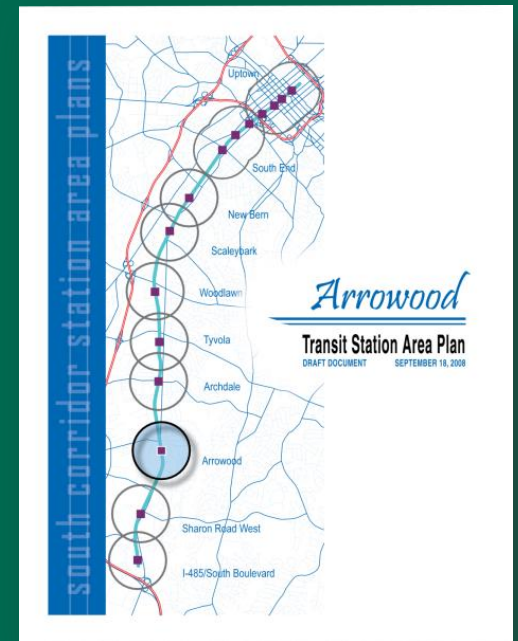 south corridor station area plans
Uptown
South End
New Bern
Scaleybark
Woodlawn
Tyvola
Archdale
Arrowood
Sharon Road West
I-485/South Boulevard
Arrowood
Transit Station Area Plan
DRAFT DOCUMENT SEPTEMBER 18, 2008